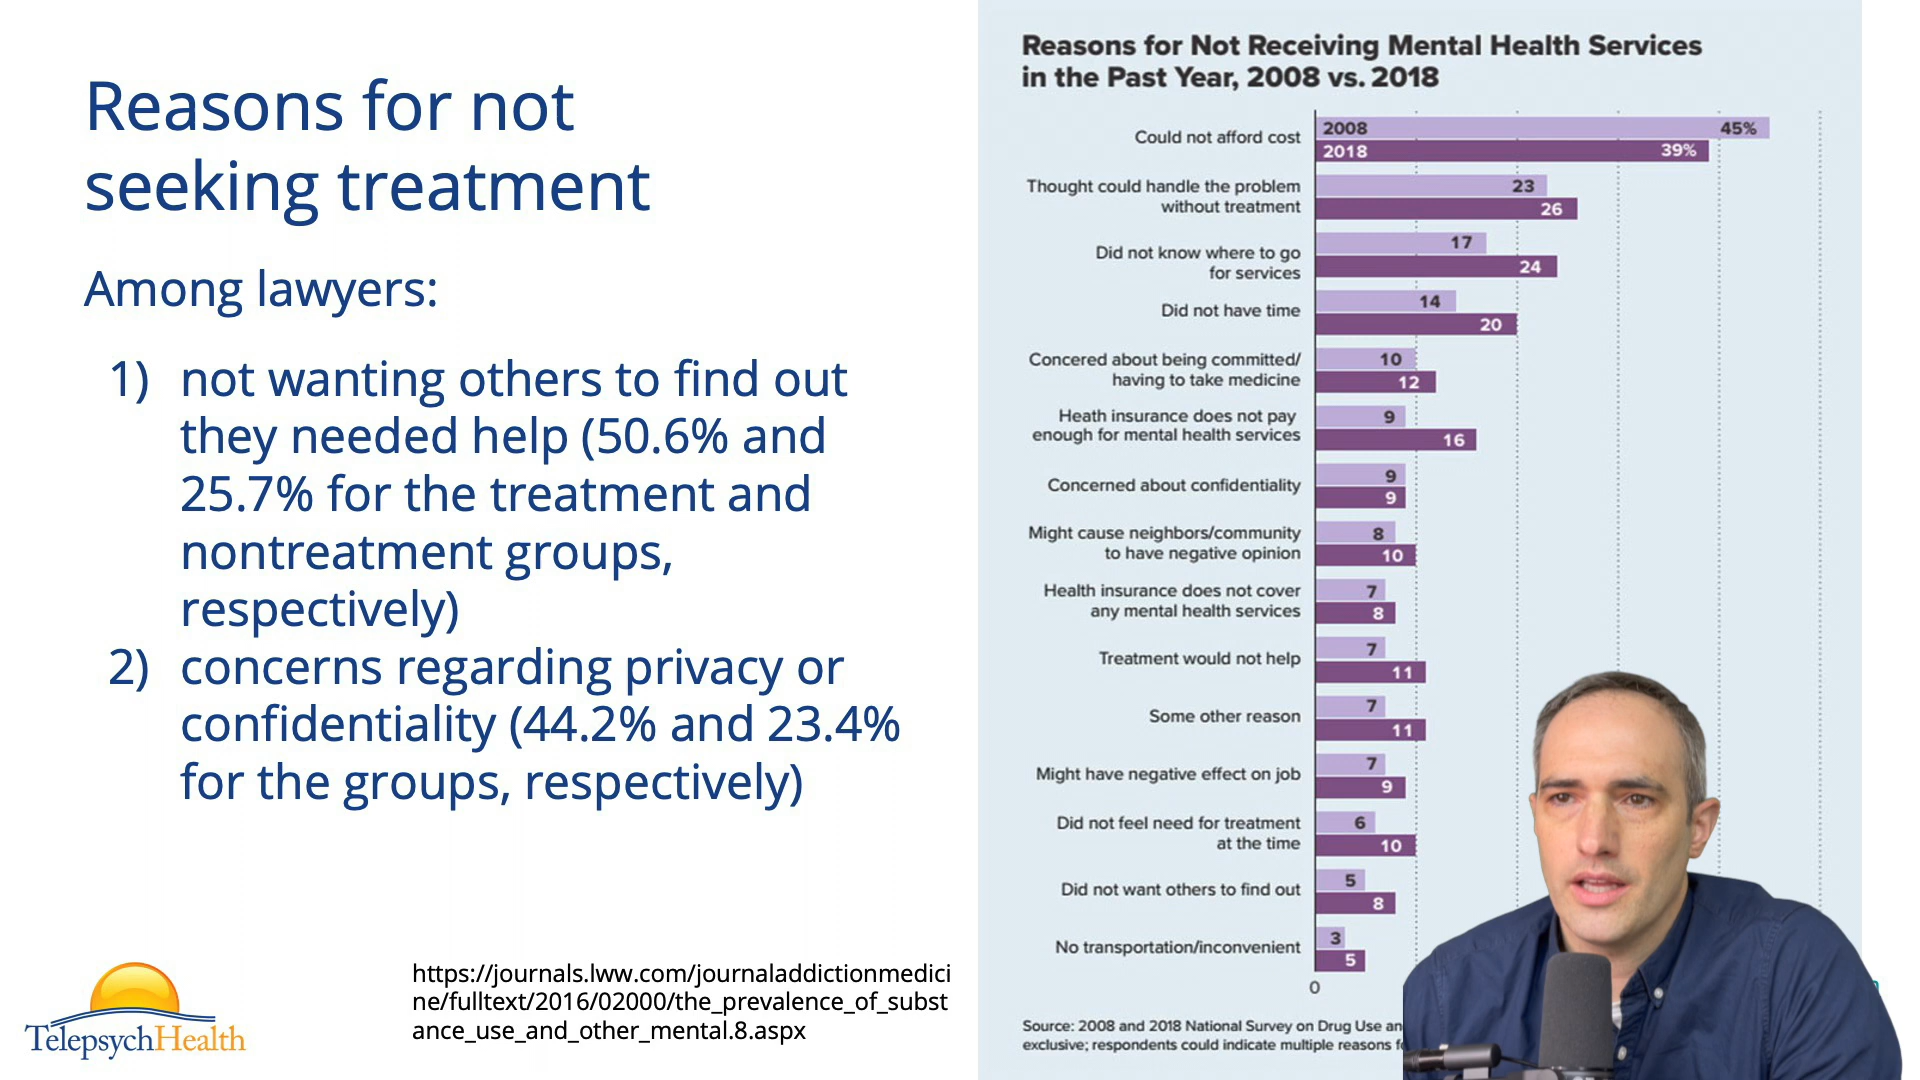 Reasons for not
seeking treatment
Among lawyers:
1) not wanting others to find out
they needed help (50.6% and
25.7% for the treatment and
nontreatment groups,
respectively)
2) concerns regarding privacy or
confidentiality (44.2% and 23.4%
for the groups, respectively)
https://journals.lww.com/journaladdictionmedici
ne/fulltext/2016/02000/the_prevalence_of_subst
ance_use_and_other_mental.8.aspx
TelepsychHealth
Reasons for Not Receiving Mental Health Services
in the Past Year, 2008 vs. 2018
Could not afford cost
2008 45%
2018 39%
Thought could handle the problem
without treatment
23
26
Did not know where to go
for services
17
24
Did not have time
14
20
Concered about being committed/
having to take medicine
10
12
Heath insurance does not pay
enough for mental health services
9
16
Concerned about confidentiality
9
9
Might cause neighbors/community
to have negative opinion
8
10
Health insurance does not cover
any mental health services
7
8
Treatment would not help
7
11
Some other reason
7
11
Might have negative effect on job
7
9
Did not feel need for treatment
at the time
6
10
Did not want others to find out
5
8
No transportation/inconvenient
3
5
0
Source: 2008 and 2018 National Survey on Drug Use
exclusive; respondents could indicate multiple reasons